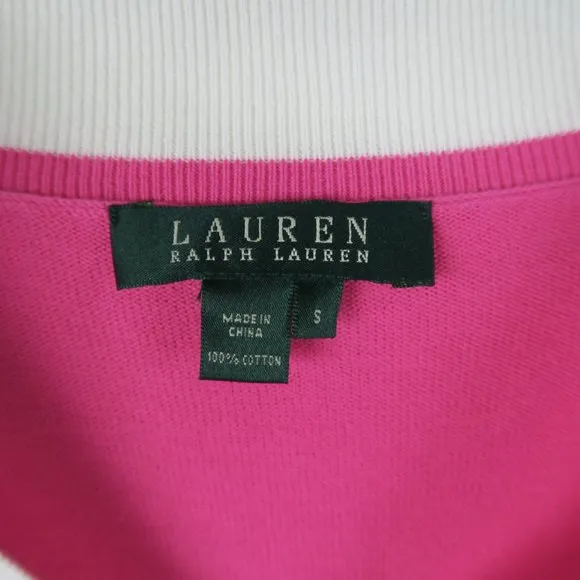 LAUREN
RALPH LAUREN
MADE IN
CHINA
100% COTTON
S